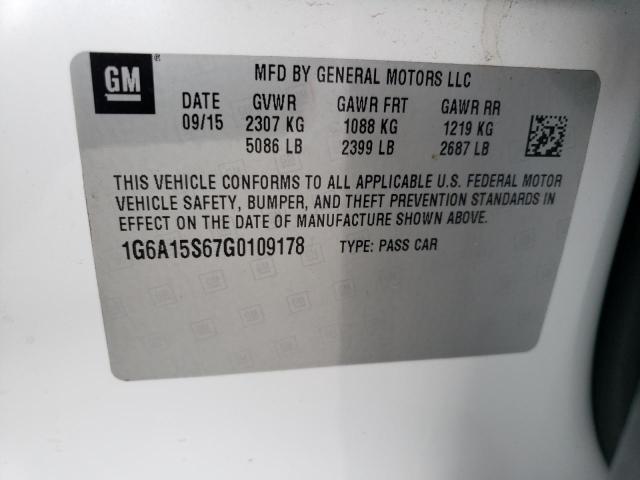 GM
MFD BY GENERAL MOTORS LLC
DATE GVWR GAWR FRT GAWR RR
09/15 2307 KG 1088 KG 1219 KG
5086 LB 2399 LB 2687 LB
THIS VEHICLE CONFORMS TO ALL APPLICABLE U.S. FEDERAL MOTOR
VEHICLE SAFETY, BUMPER, AND THEFT PREVENTION STANDARDS IN
EFFECT ON THE DATE OF MANUFACTURE SHOWN ABOVE.
1G6A15S67G0109178 TYPE: PASS CAR